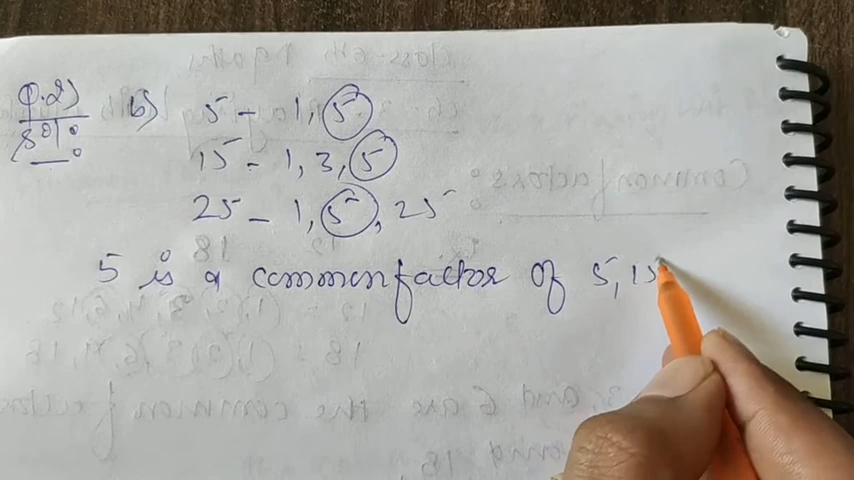 Q.2) b) 5 - 1, 5
Sol: 15 - 1, 3, 5
25 - 1, 5, 25
5 is a common factor of 5, 15